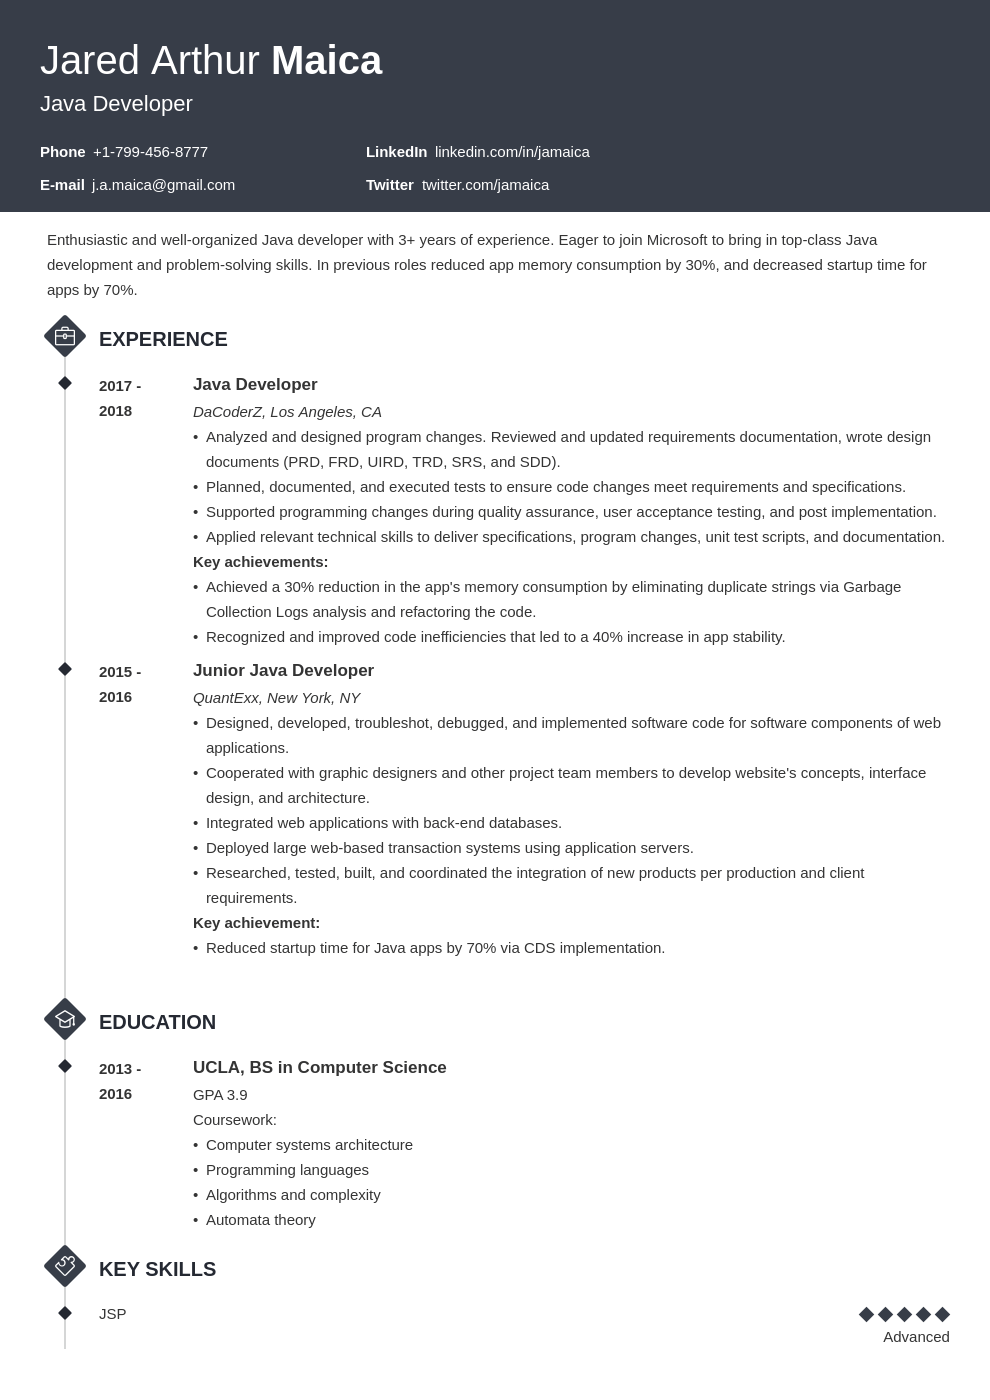 Jared Arthur Maica
Java Developer
Phone +1-799-456-8777
LinkedIn linkedin.com/in/jamaica
E-mail j.a.maica@gmail.com
Twitter twitter.com/jamaica
Enthusiastic and well-organized Java developer with 3+ years of experience. Eager to join Microsoft to bring in top-class Java
development and problem-solving skills. In previous roles reduced app memory consumption by 30%, and decreased startup time for
apps by 70%.
EXPERIENCE
2017 -
2018
Java Developer
DaCoderZ, Los Angeles, CA
• Analyzed and designed program changes. Reviewed and updated requirements documentation, wrote design
documents (PRD, FRD, UIRD, TRD, SRS, and SDD).
• Planned, documented, and executed tests to ensure code changes meet requirements and specifications.
• Supported programming changes during quality assurance, user acceptance testing, and post implementation.
• Applied relevant technical skills to deliver specifications, program changes, unit test scripts, and documentation.
Key achievements:
• Achieved a 30% reduction in the app's memory consumption by eliminating duplicate strings via Garbage
Collection Logs analysis and refactoring the code.
• Recognized and improved code inefficiencies that led to a 40% increase in app stability.
2015 -
2016
Junior Java Developer
QuantExx, New York, NY
• Designed, developed, troubleshot, debugged, and implemented software code for software components of web
applications.
• Cooperated with graphic designers and other project team members to develop website's concepts, interface
design, and architecture.
• Integrated web applications with back-end databases.
• Deployed large web-based transaction systems using application servers.
• Researched, tested, built, and coordinated the integration of new products per production and client
requirements.
Key achievement:
• Reduced startup time for Java apps by 70% via CDS implementation.
EDUCATION
2013 -
2016
UCLA, BS in Computer Science
GPA 3.9
Coursework:
• Computer systems architecture
• Programming languages
• Algorithms and complexity
• Automata theory
KEY SKILLS
JSP
Advanced